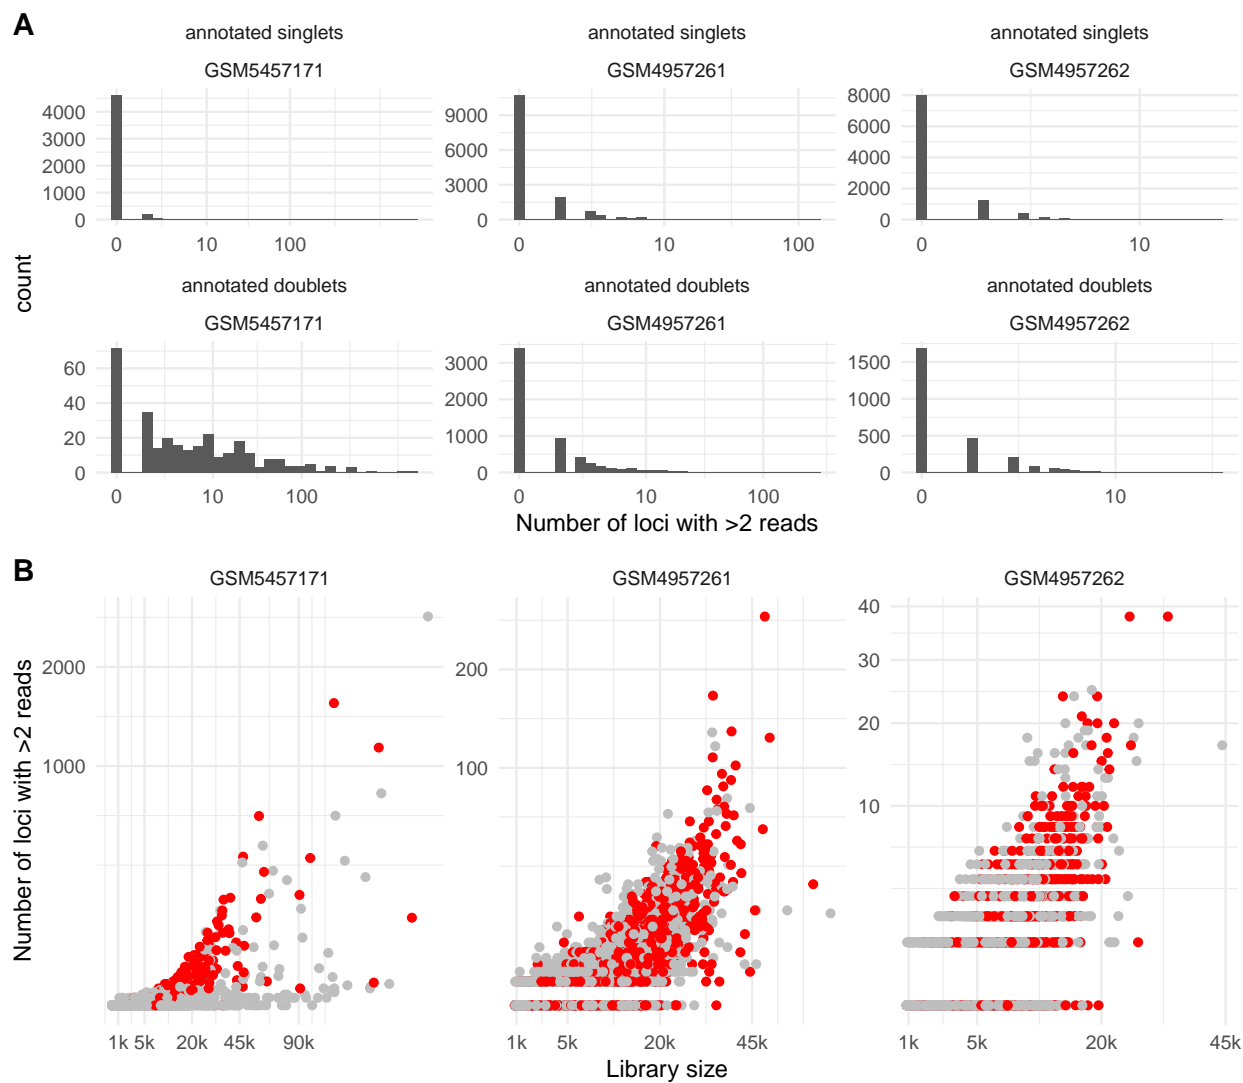 A
annotated singlets annotated singlets annotated singlets
GSM5457171 GSM4957261 GSM4957262
count
4000
3000
2000
1000
0
0 10 100
9000
6000
3000
0
0 10 100
8000
6000
4000
2000
0
0 10
annotated doublets annotated doublets annotated doublets
GSM5457171 GSM4957261 GSM4957262
60
40
20
0
0 10 100
3000
2000
1000
0
0 10 100
1500
1000
500
0
0 10
Number of loci with >2 reads
B
GSM5457171 GSM4957261 GSM4957262
Number of loci with >2 reads
2000
1000
1k 5k 20k 45k 90k
200
100
1k 5k 20k 45k
40
30
20
10
1k 5k 20k 45k
Library size